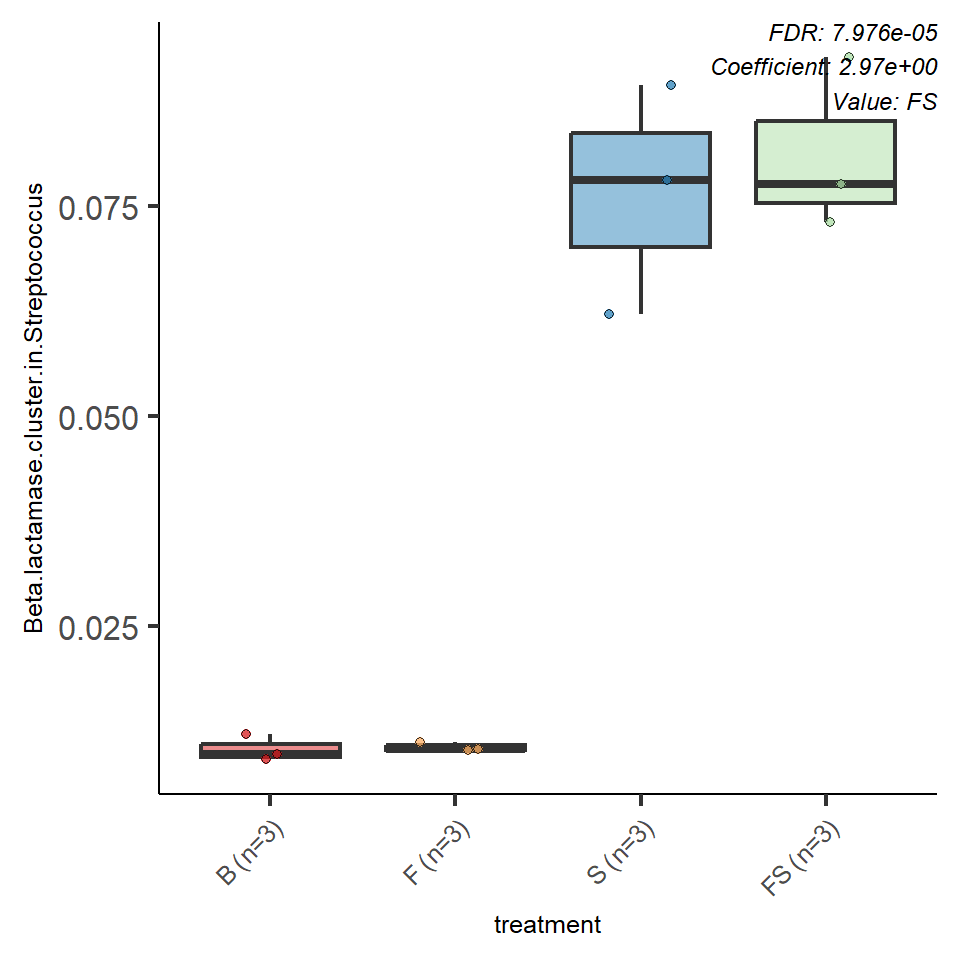 FDR: 7.976e-05
Coefficient: 2.97e+00
Value: FS
Beta.lactamase.cluster.in.Streptococcus
0.075
0.050
0.025
B (n=3)
F (n=3)
S (n=3)
FS (n=3)
treatment